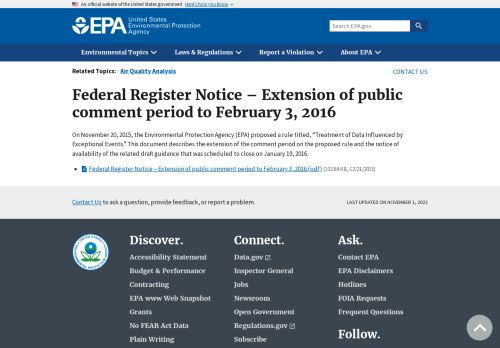 An official website of the United States government Here's how you know
EPA United States Environmental Protection Agency
Search EPA.gov
Environmental Topics Laws & Regulations Report a Violation About EPA
Related Topics: Air Quality Analysis CONTACT US
Federal Register Notice – Extension of public
comment period to February 3, 2016
On November 20, 2015, the Environmental Protection Agency (EPA) proposed a rule titled, "Treatment of Data Influenced by
Exceptional Events." This document describes the extension of the comment period on the proposed rule and the notice of
availability of the related draft guidance that was scheduled to close on January 19, 2016.
Federal Register Notice – Extension of public comment period to February 3, 2016 (pdf) (102.64 KB, 12/21/2015)
Contact Us to ask a question, provide feedback, or report a problem. LAST UPDATED ON NOVEMBER 1, 2022
Discover. Connect. Ask.
Accessibility Statement Data.gov Contact EPA
Budget & Performance Inspector General EPA Disclaimers
Contracting Jobs Hotlines
EPA www Web Snapshot Newsroom FOIA Requests
Grants Open Government Frequent Questions
No FEAR Act Data Regulations.gov Follow.
Plain Writing Subscribe